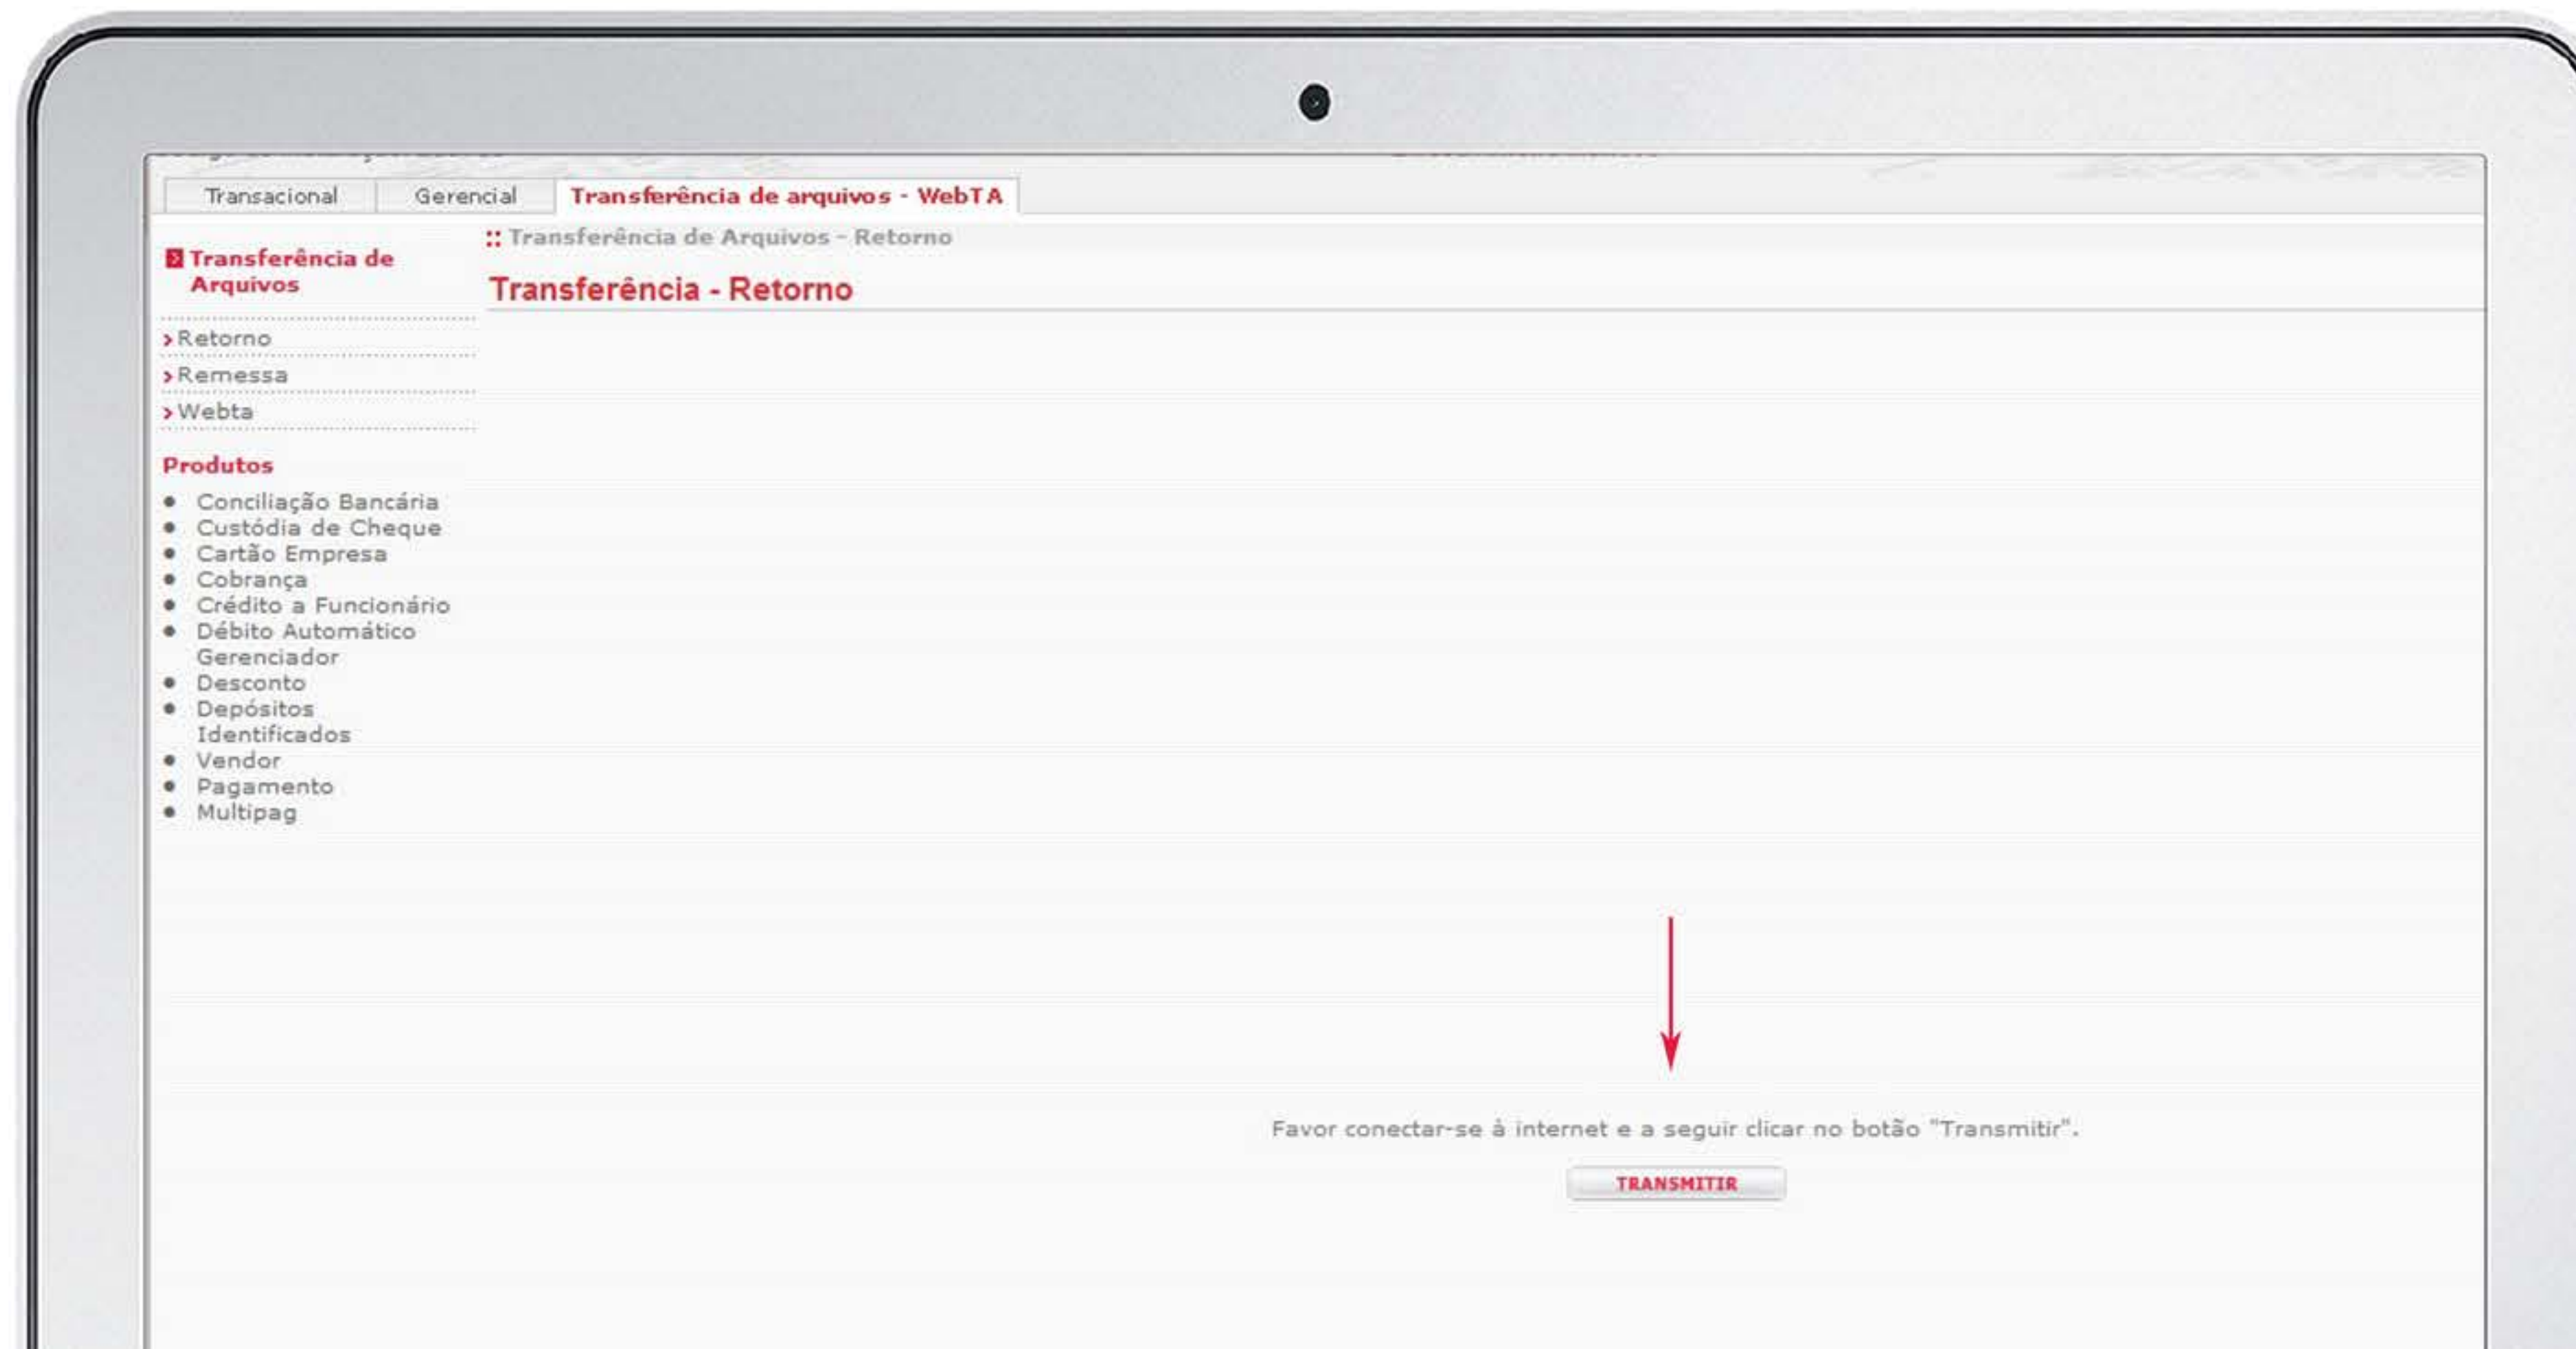 Transacional Gerencial Transferência de arquivos - WebTA
:: Transferência de Arquivos - Retorno
Transferência de
Arquivos
Transferência - Retorno
Retorno
Remessa
Webta
Produtos
Conciliação Bancária
Custódia de Cheque
Cartão Empresa
Cobrança
Crédito a Funcionário
Débito Automático
Gerenciador
Desconto
Depósitos
Identificados
Vendor
Pagamento
Multipag
Favor conectar-se à internet e a seguir clicar no botão "Transmitir".
TRANSMITIR